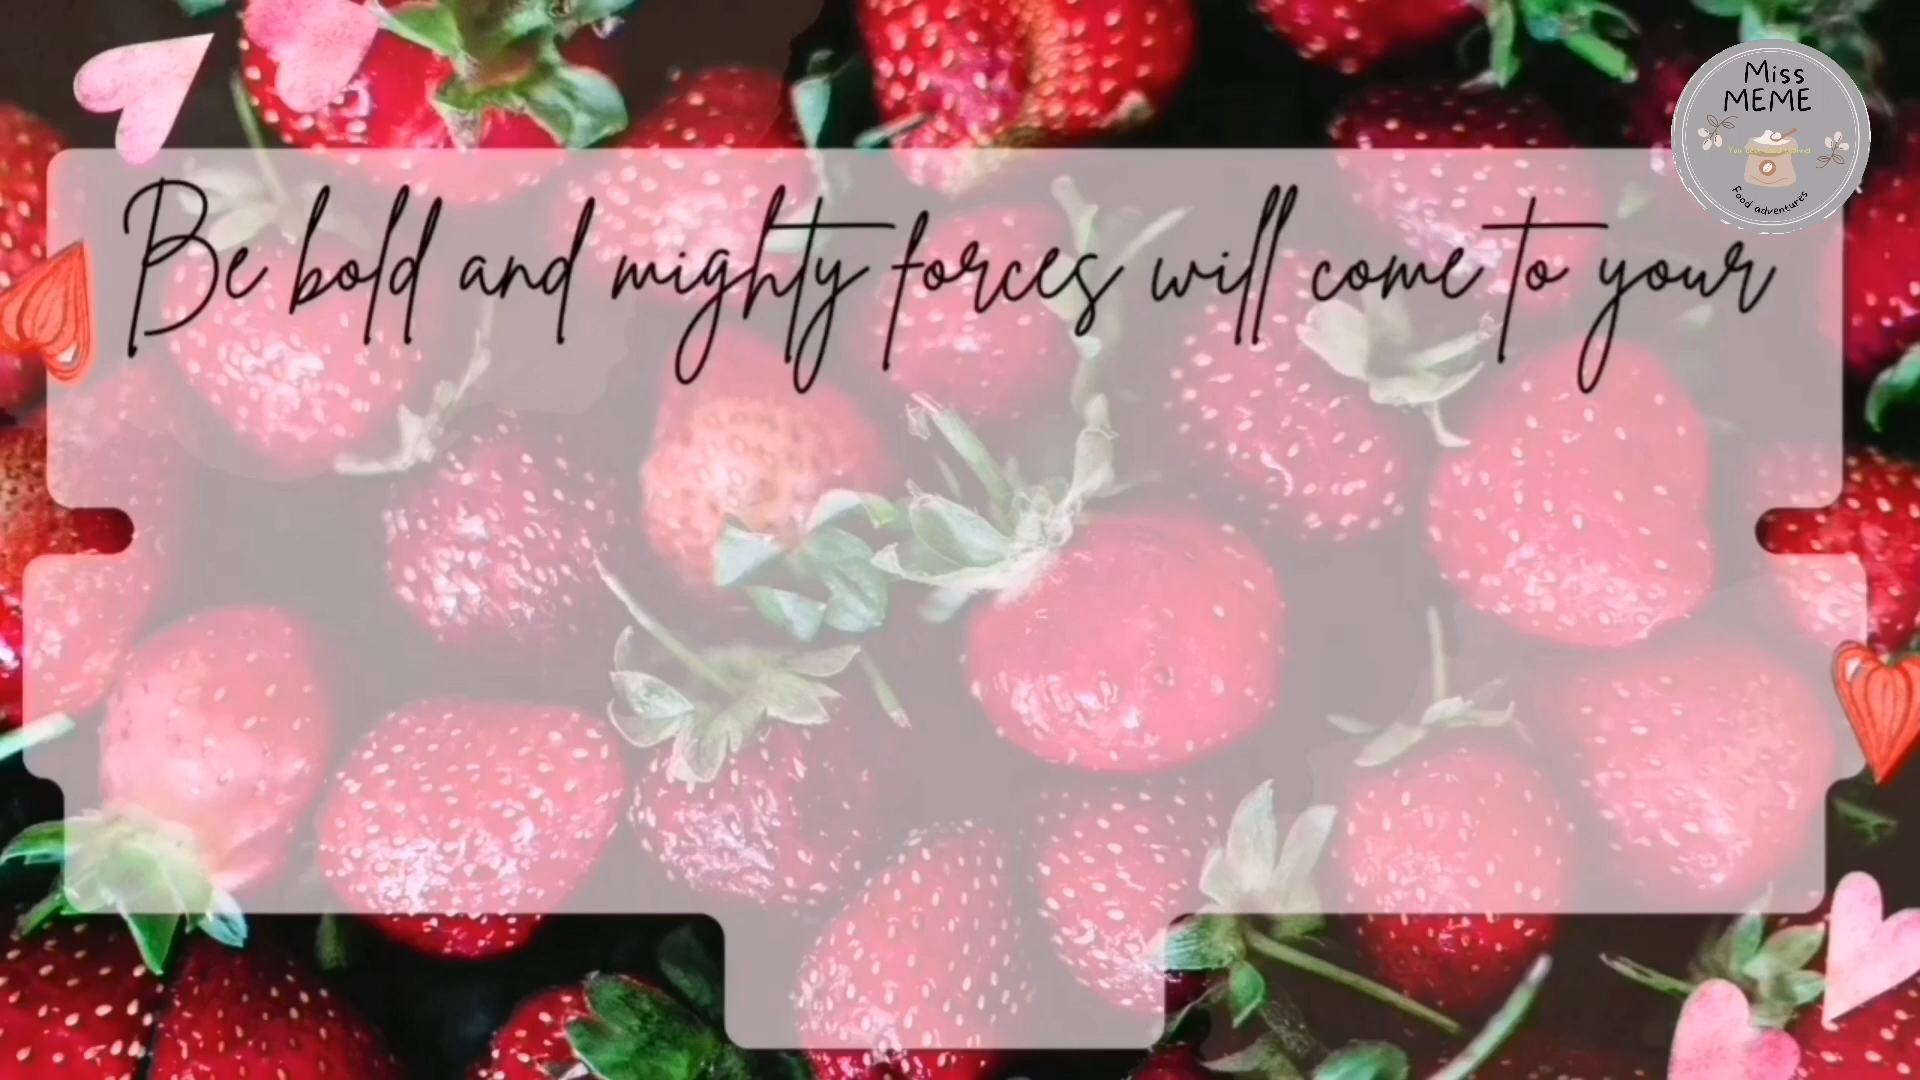 Be bold and mighty forces will come to your
Miss
MEME
Food adventures